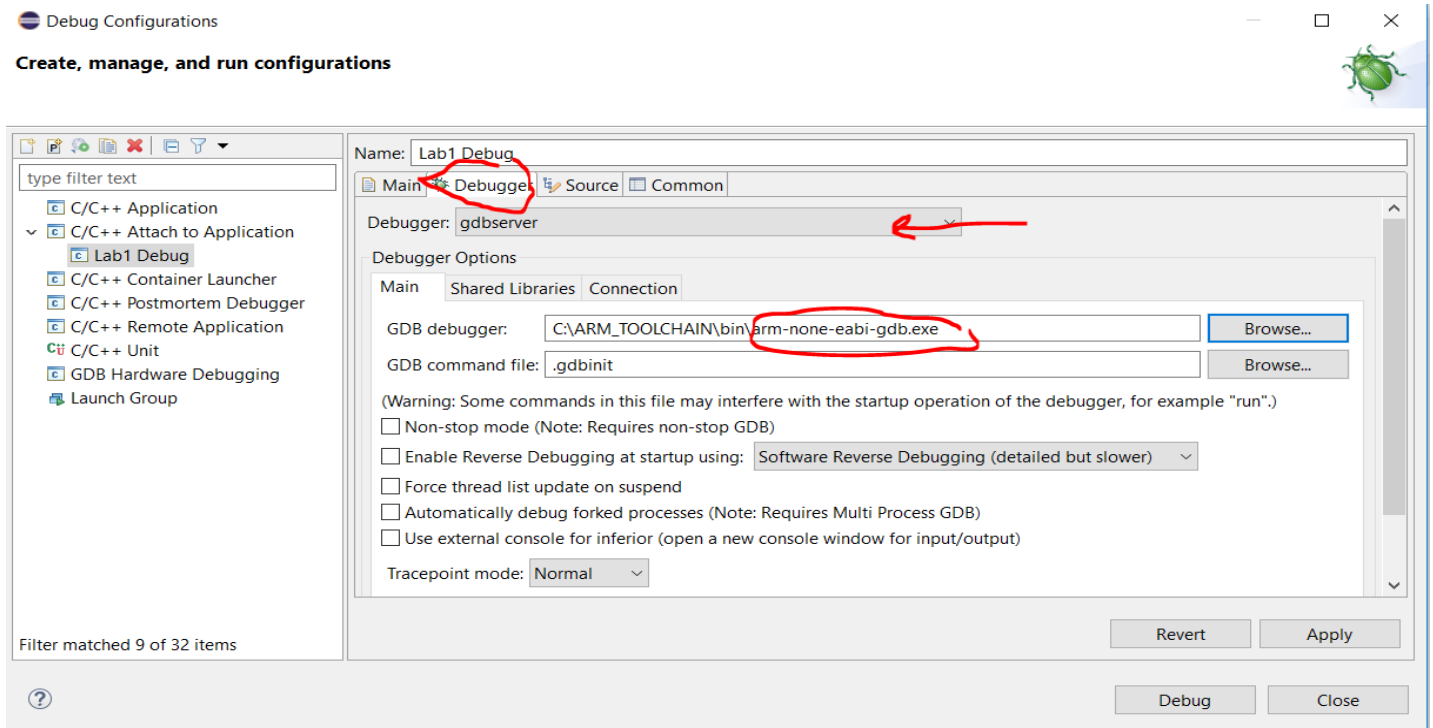 Debug Configurations
Create, manage, and run configurations
type filter text
C/C++ Application
C/C++ Attach to Application
Lab1 Debug
C/C++ Container Launcher
C/C++ Postmortem Debugger
C/C++ Remote Application
C/C++ Unit
GDB Hardware Debugging
Launch Group
Filter matched 9 of 32 items
Name: Lab1 Debug
Main Debugger Source Common
Debugger: gdbserver
Debugger Options
Main Shared Libraries Connection
GDB debugger: C:\ARM_TOOLCHAIN\bin\arm-none-eabi-gdb.exe Browse...
GDB command file: .gdbinit Browse...
(Warning: Some commands in this file may interfere with the startup operation of the debugger, for example "run".)
Non-stop mode (Note: Requires non-stop GDB)
Enable Reverse Debugging at startup using: Software Reverse Debugging (detailed but slower)
Force thread list update on suspend
Automatically debug forked processes (Note: Requires Multi Process GDB)
Use external console for inferior (open a new console window for input/output)
Tracepoint mode: Normal
Revert Apply
Debug Close